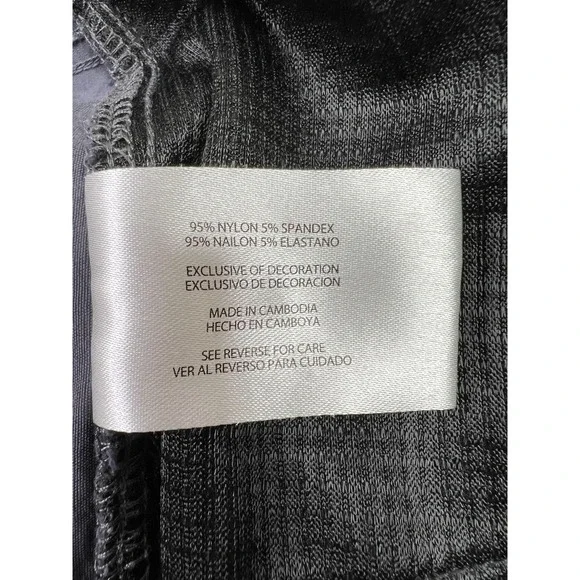 95% NYLON 5% SPANDEX
95% NAILON 5% ELASTANO
EXCLUSIVE OF DECORATION
EXCLUSIVO DE DECORACION
MADE IN CAMBODIA
HECHO EN CAMBOYA
SEE REVERSE FOR CARE
VER AL REVERSO PARA CUIDADO